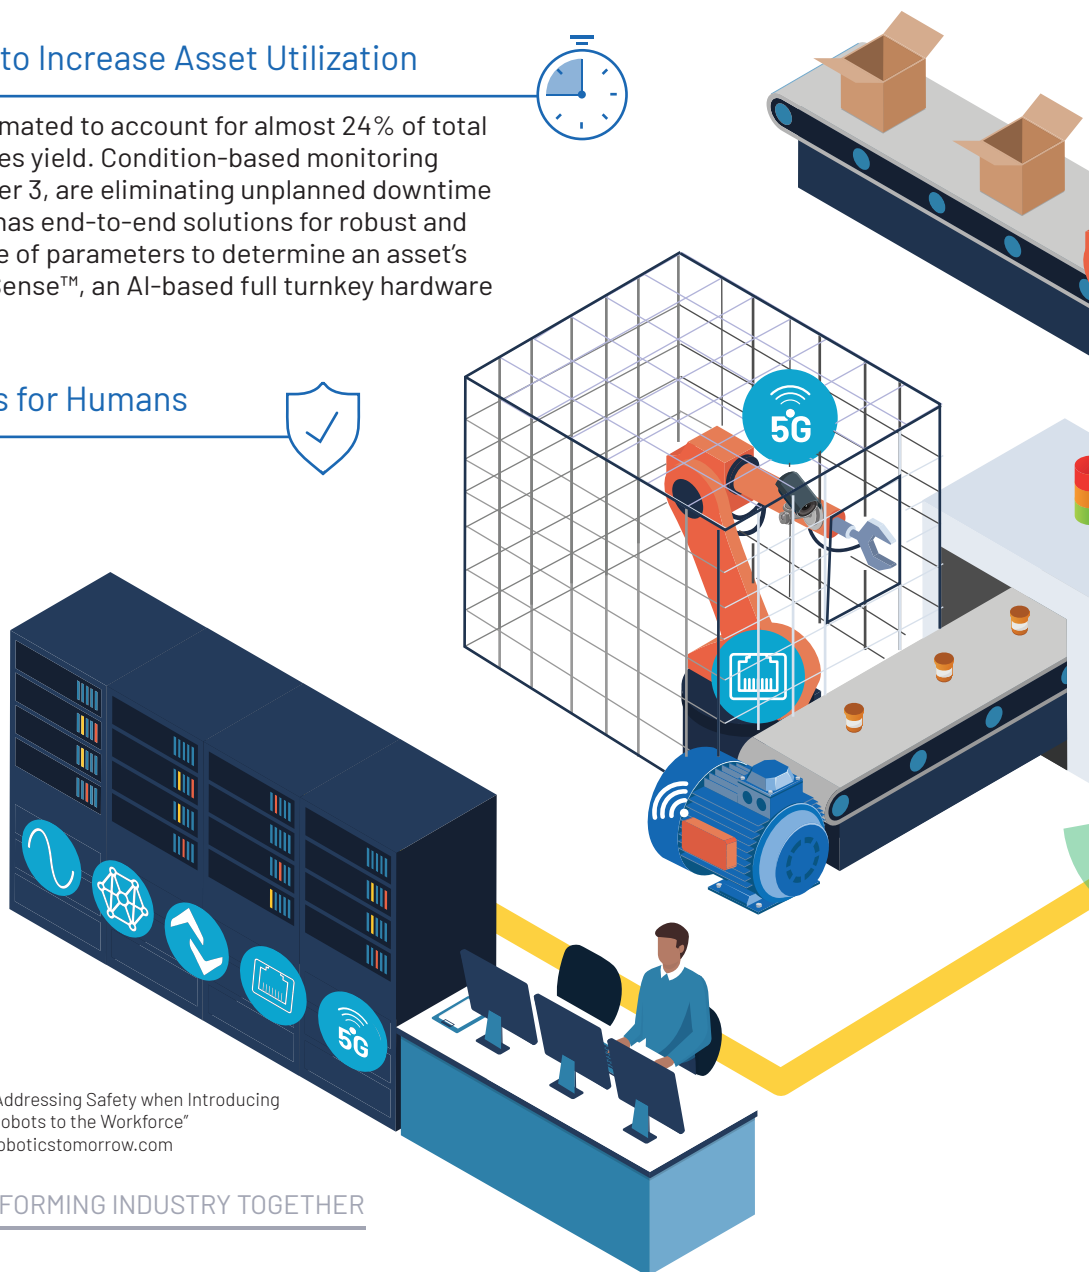 to Increase Asset Utilization
mated to account for almost 24% of total
es yield. Condition-based monitoring
er 3, are eliminating unplanned downtime
has end-to-end solutions for robust and
e of parameters to determine an asset's
Sense™, an AI-based full turnkey hardware
s for Humans
5G
5G
Addressing Safety when Introducing
obots to the Workforce”
oboticstomorrow.com
FORMING INDUSTRY TOGETHER